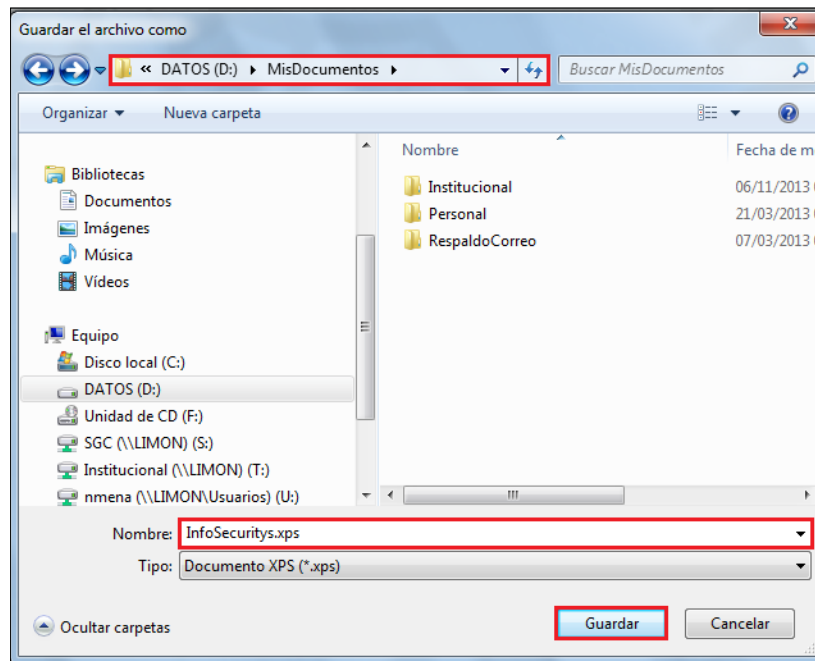 Guardar el archivo como
« DATOS (D:) MisDocumentos
Buscar MisDocumentos
Organizar
Nueva carpeta
Bibliotecas
Documentos
Imágenes
Música
Vídeos
Equipo
Disco local (C:)
DATOS (D:)
Unidad de CD (F:)
SGC (\\LIMON) (S:)
Institucional (\\LIMON) (T:)
nmena (\\LIMON\Usuarios) (U:)
Nombre
Fecha de m
Institucional
06/11/2013
Personal
21/03/2013
RespaldoCorreo
07/03/2013
Nombre: InfoSecuritys.xps
Tipo: Documento XPS (*.xps)
Ocultar carpetas
Guardar
Cancelar